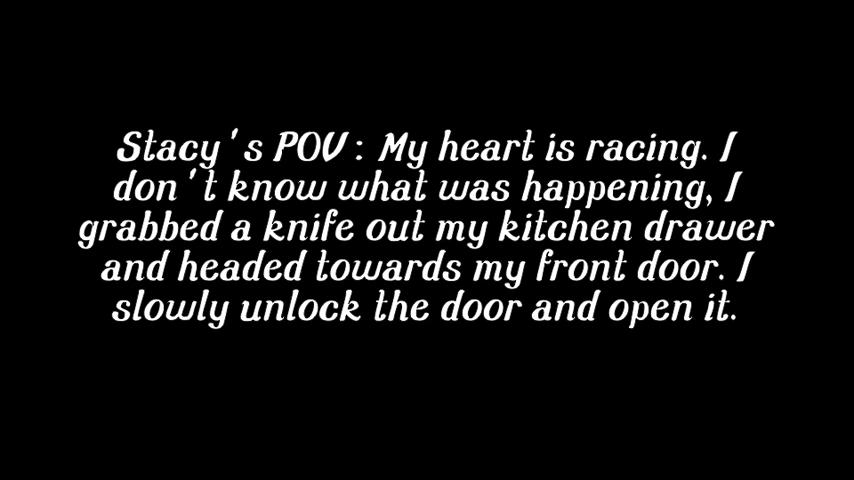 Stacy's POV: My heart is racing. I
don't know what was happening, I
grabbed a knife out my kitchen drawer
and headed towards my front door. I
slowly unlock the door and open it.